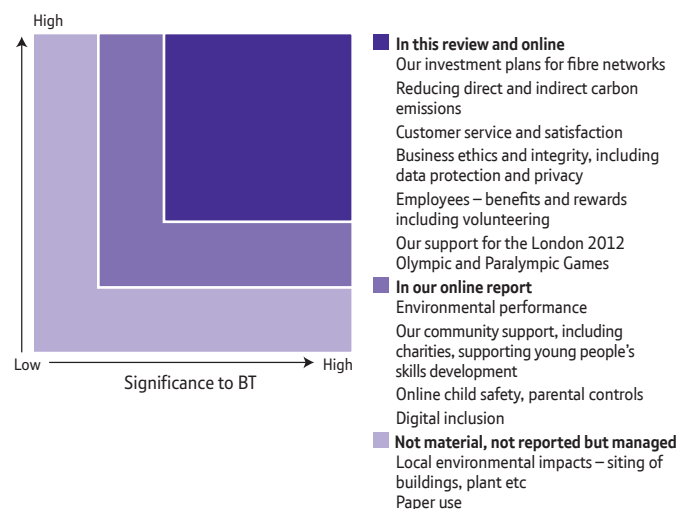 High
Low
High
Significance to BT
In this review and online
Our investment plans for fibre networks
Reducing direct and indirect carbon
emissions
Customer service and satisfaction
Business ethics and integrity, including
data protection and privacy
Employees – benefits and rewards
including volunteering
Our support for the London 2012
Olympic and Paralympic Games
In our online report
Environmental performance
Our community support, including
charities, supporting young people's
skills development
Online child safety, parental controls
Digital inclusion
Not material, not reported but managed
Local environmental impacts – siting of
buildings, plant etc
Paper use